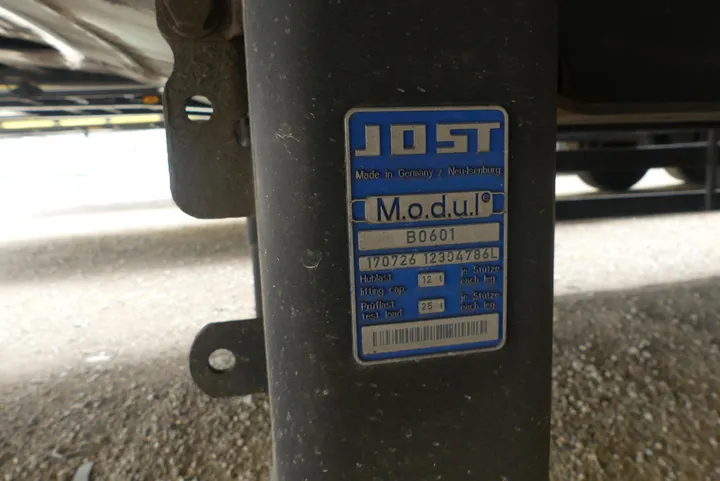 JOST
Made in Germany / Neu-Isenburg
M.o.d.u.l®
B0601
170726 12304786L
Hublast 12 t je Stütze
lifting cap. each leg
Prüflast 25 t je Stütze
test load each leg